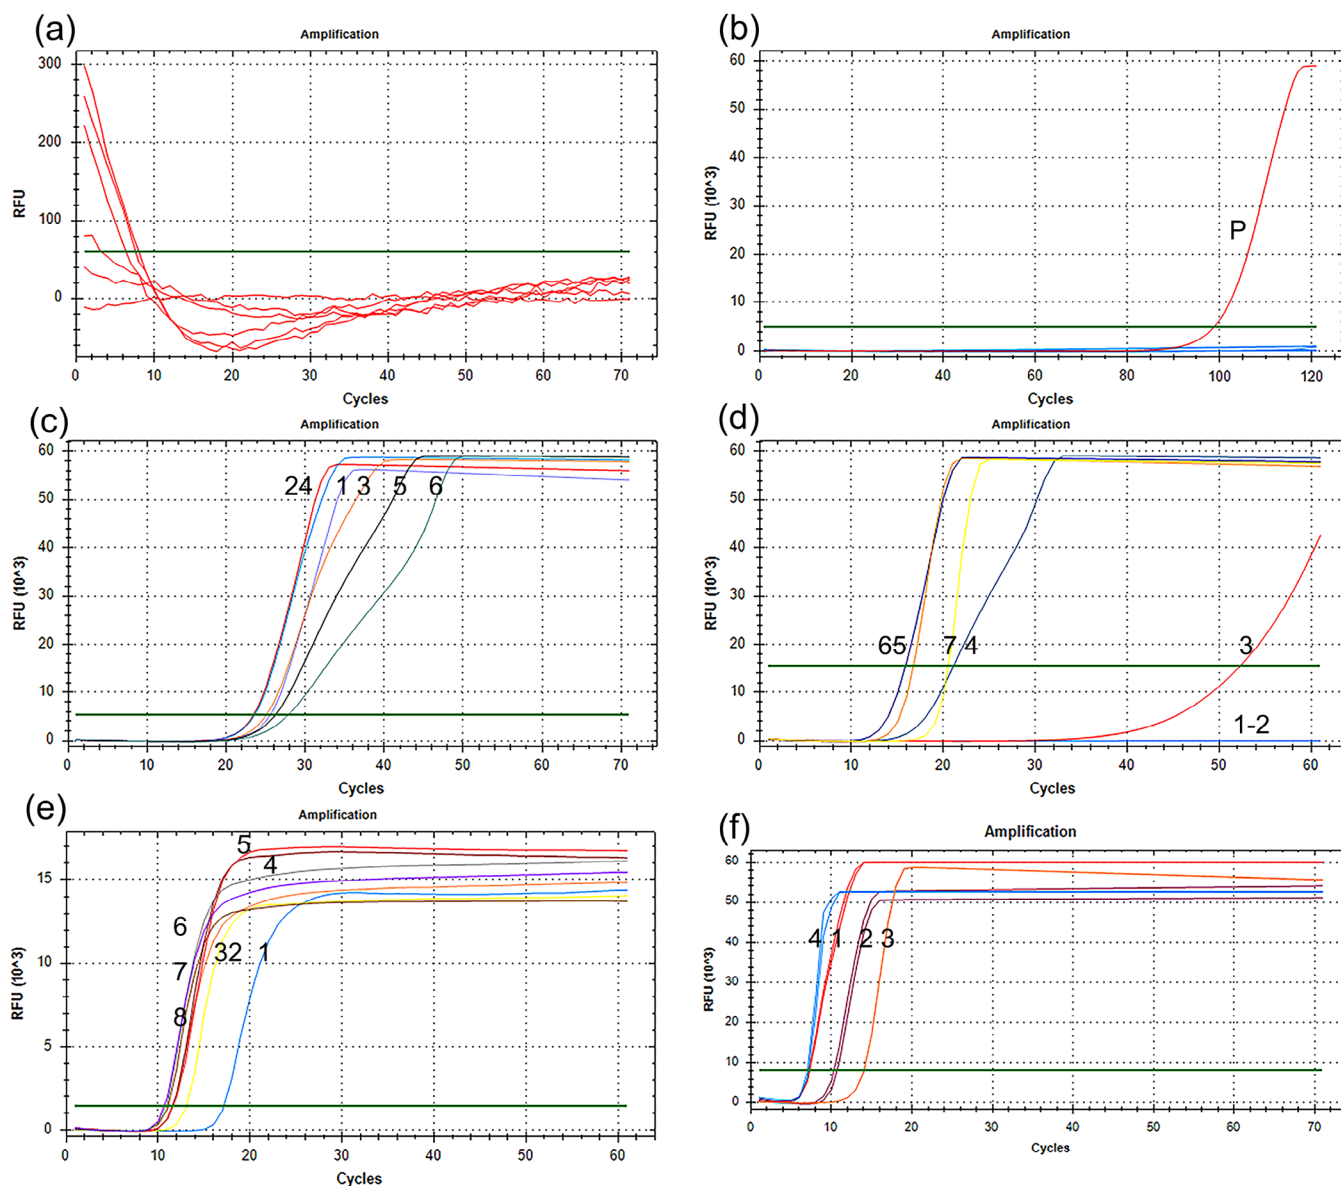 (a)
Amplification
RFU
300
200
100
0
0 10 20 30 40 50 60 70
Cycles
(b)
Amplification
RFU (10^3)
60
50
40
30
20
10
0
P
0 20 40 60 80 100 120
Cycles
(c)
Amplification
RFU (10^3)
60
50
40
30
20
10
0
24 1 3 5 6
0 10 20 30 40 50 60 70
Cycles
(d)
Amplification
RFU (10^3)
60
50
40
30
20
10
0
65 7 4 3
1-2
0 10 20 30 40 50 60
Cycles
(e)
Amplification
RFU (10^3)
15
10
5
0
5
4
6
32 1
7
8
0 10 20 30 40 50 60
Cycles
(f)
Amplification
RFU (10^3)
60
50
40
30
20
10
0
4 1 2 3
0 10 20 30 40 50 60 70
Cycles